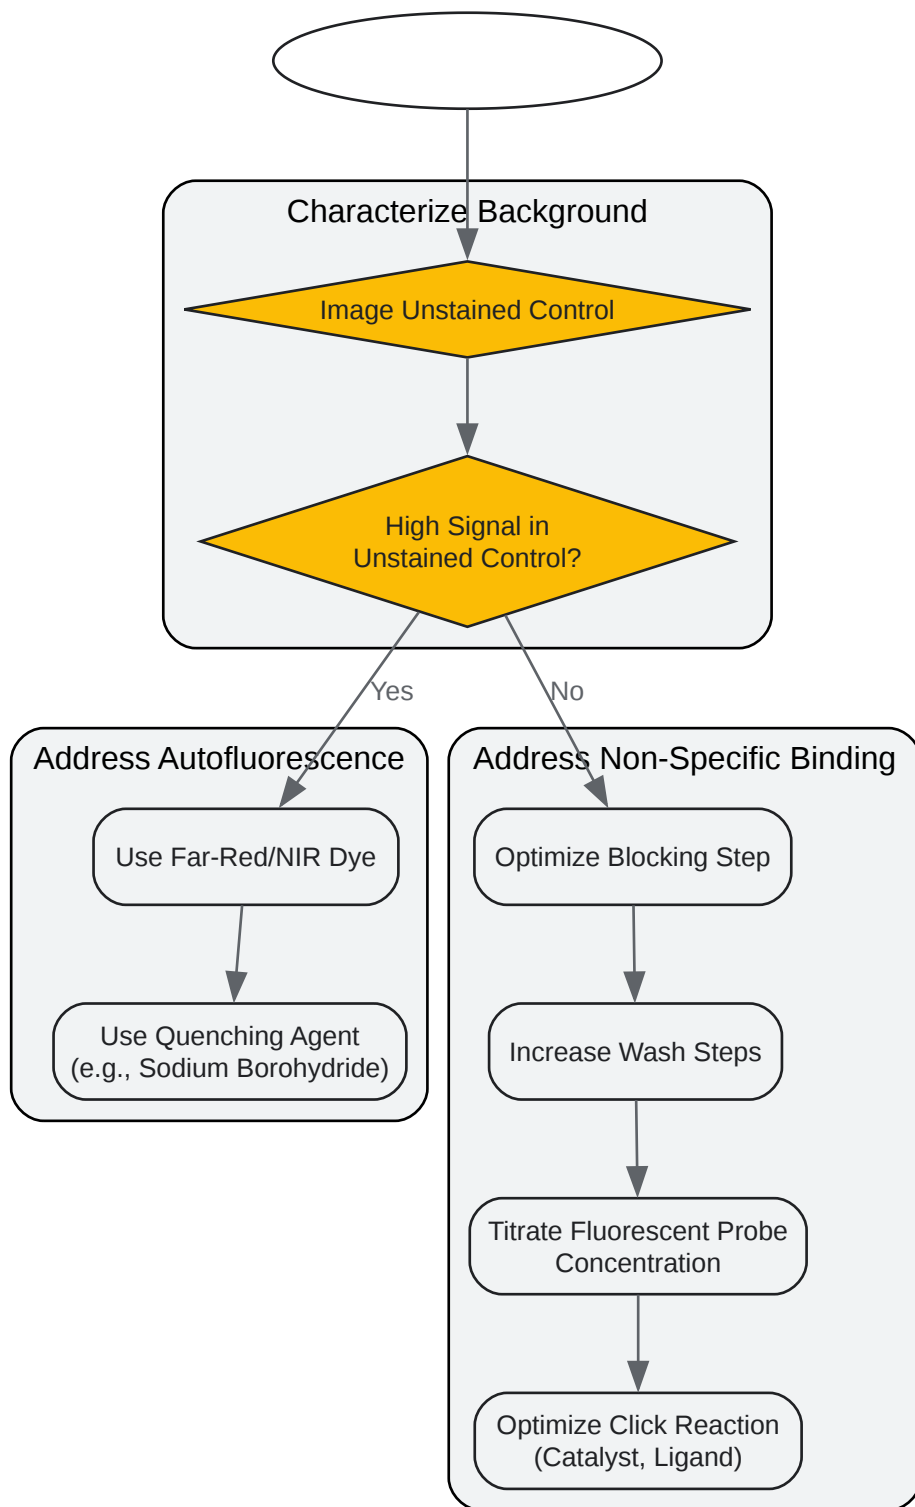 Characterize Background
Image Unstained Control
High Signal in
Unstained Control?
Yes
No
Address Autofluorescence
Use Far-Red/NIR Dye
Use Quenching Agent
(e.g., Sodium Borohydride)
Address Non-Specific Binding
Optimize Blocking Step
Increase Wash Steps
Titrate Fluorescent Probe
Concentration
Optimize Click Reaction
(Catalyst, Ligand)